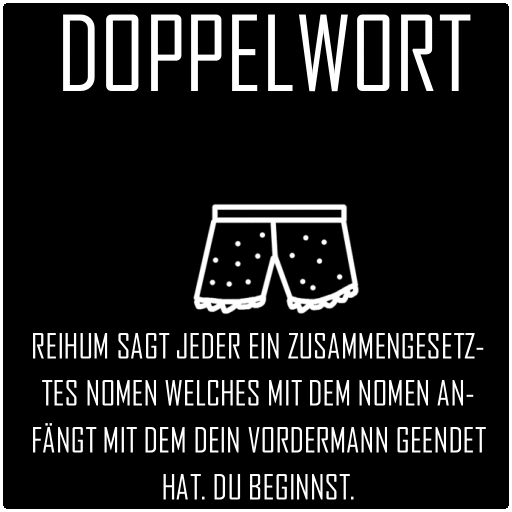 DOPPELWORT
REIHUM SAGT JEDER EIN ZUSAMMENGESETZ-
TES NOMEN WELCHES MIT DEM NOMEN AN-
FÄNGT MIT DEM DEIN VORDERMANN GEENDET
HAT. DU BEGINNST.